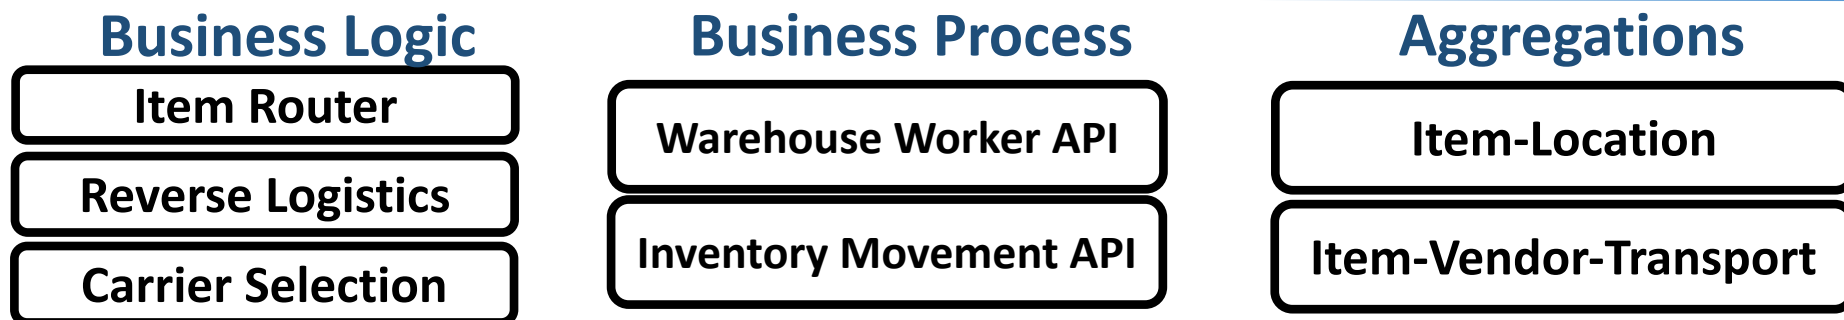 Business Logic
Item Router
Reverse Logistics
Carrier Selection
Business Process
Warehouse Worker API
Inventory Movement API
Aggregations
Item-Location
Item-Vendor-Transport